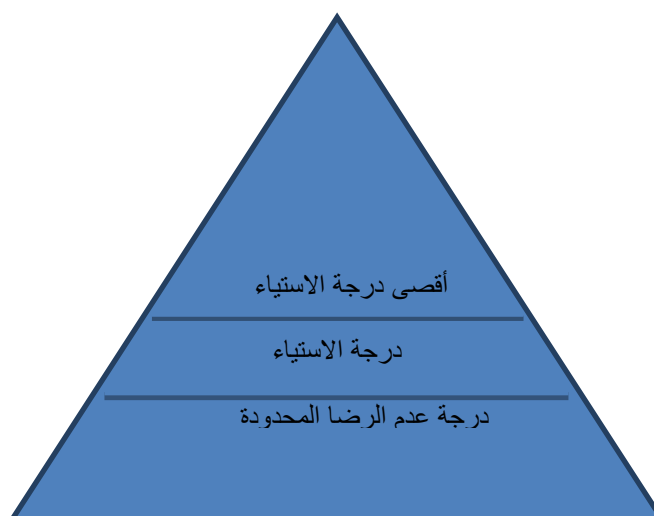 أقصى درجة الاستياء
درجة الاستياء
درجة عدم الرضا المحدودة